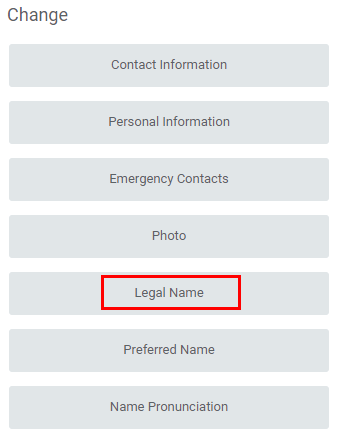 Change
Contact Information
Personal Information
Emergency Contacts
Photo
Legal Name
Preferred Name
Name Pronunciation